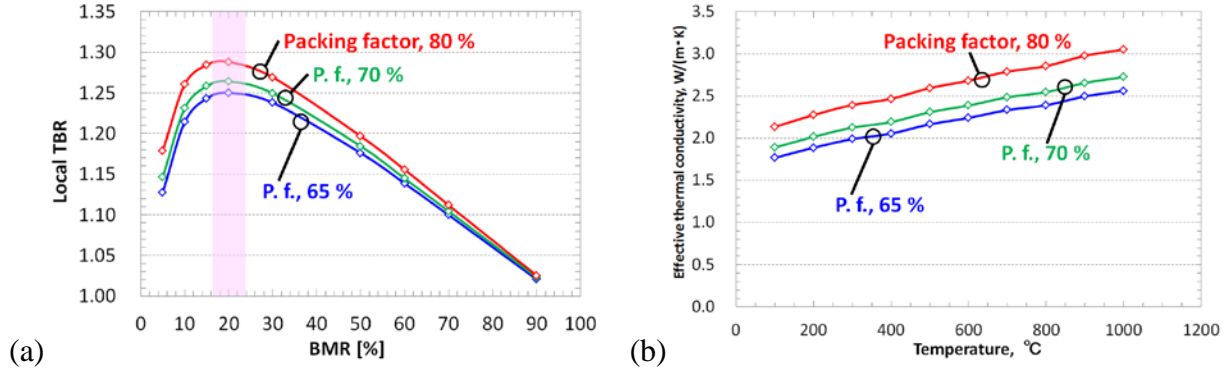 1.35
1.30
1.25
1.20
1.15
1.10
1.05
1.00
Local TBR
Packing factor, 80 %
P. f., 70 %
P. f., 65 %
0 10 20 30 40 50 60 70 80 90 100
BMR [%]
(a)
3.5
3.0
2.5
2.0
1.5
1.0
0.5
0.0
Effective thermal conductivity, W/(m・K)
Packing factor, 80 %
P. f., 70 %
P. f., 65 %
0 200 400 600 800 1000 1200
Temperature, ℃
(b)